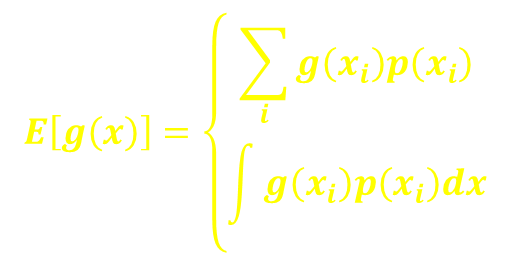 E[g(x)] = {
∑_i g(x_i)p(x_i)
∫ g(x_i)p(x_i)dx